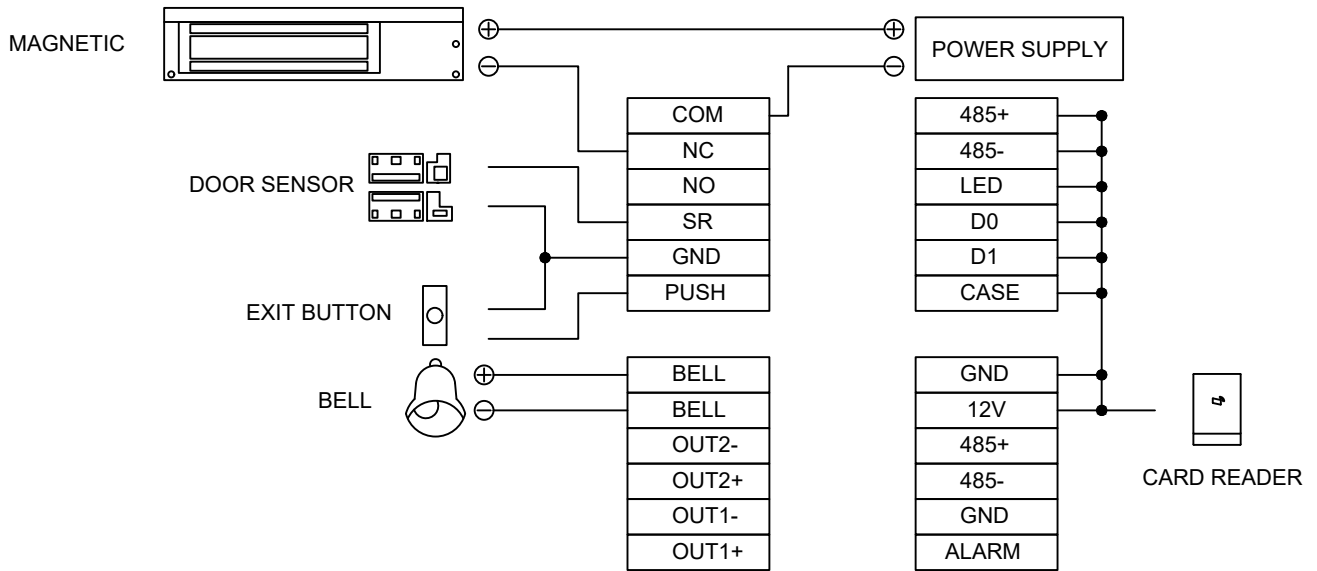 MAGNETIC
POWER SUPPLY
DOOR SENSOR
EXIT BUTTON
BELL
COM
NC
NO
SR
GND
PUSH
BELL
BELL
OUT2-
OUT2+
OUT1-
OUT1+
485+
485-
LED
D0
D1
CASE
GND
12V
485+
485-
GND
ALARM
CARD READER